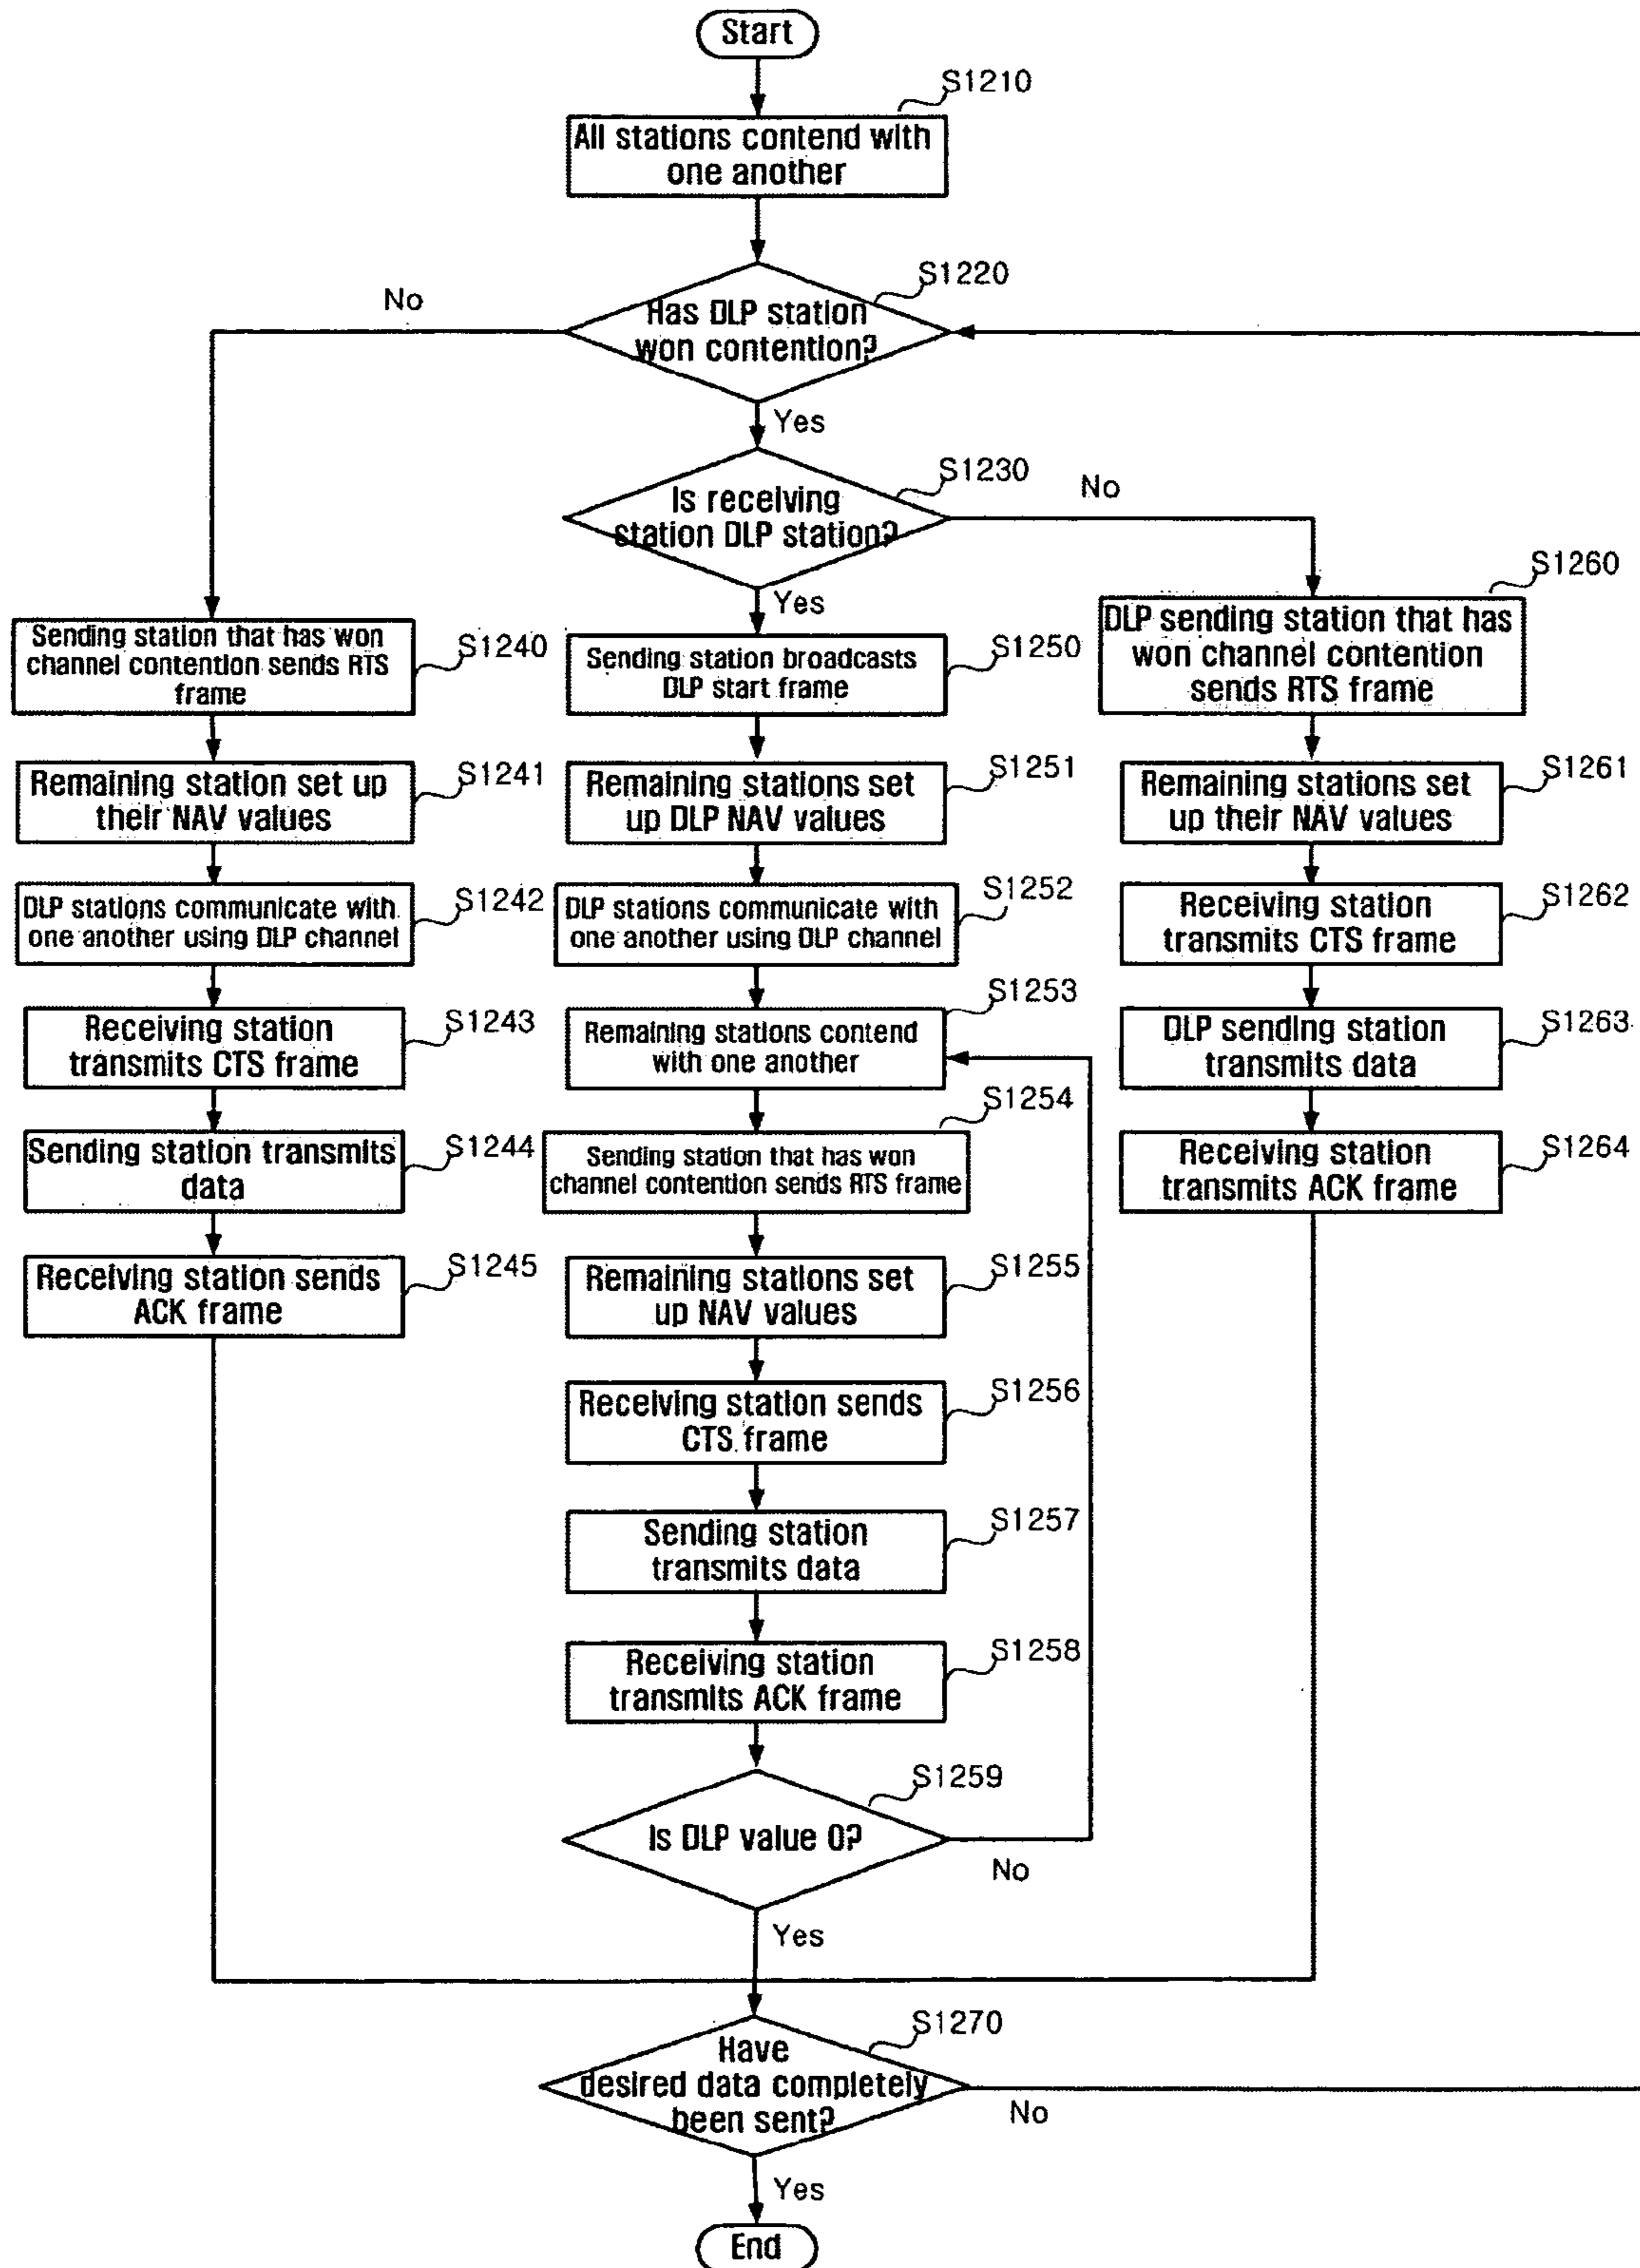 Start
S1210
All stations contend with
one another
S1220
Has DLP station
won contention?
No
Yes
S1230
Is receiving
station DLP station?
No
Yes
S1240
Sending station that has won
channel contention sends RTS
frame
S1241
Remaining station set up
their NAV values
S1242
DLP stations communicate with
one another using DLP channel
S1243
Receiving station
transmits CTS frame
S1244
Sending station transmits
data
S1245
Receiving station sends
ACK frame
S1250
Sending station broadcasts
DLP start frame
S1251
Remaining stations set
up DLP NAV values
S1252
DLP stations communicate with
one another using DLP channel
S1253
Remaining stations contend
with one another
S1254
Sending station that has won
channel contention sends RTS frame
S1255
Remaining stations set
up NAV values
S1256
Receiving station sends
CTS frame
S1257
Sending station
transmits data
S1258
Receiving station
transmits ACK frame
S1259
Is DLP value 0?
No
Yes
S1260
DLP sending station that has
won channel contention
sends RTS frame
S1261
Remaining stations set
up their NAV values
S1262
Receiving station
transmits CTS frame
S1263
DLP sending station
transmits data
S1264
Receiving station
transmits ACK frame
S1270
Have
desired data completely
been sent?
No
Yes
End